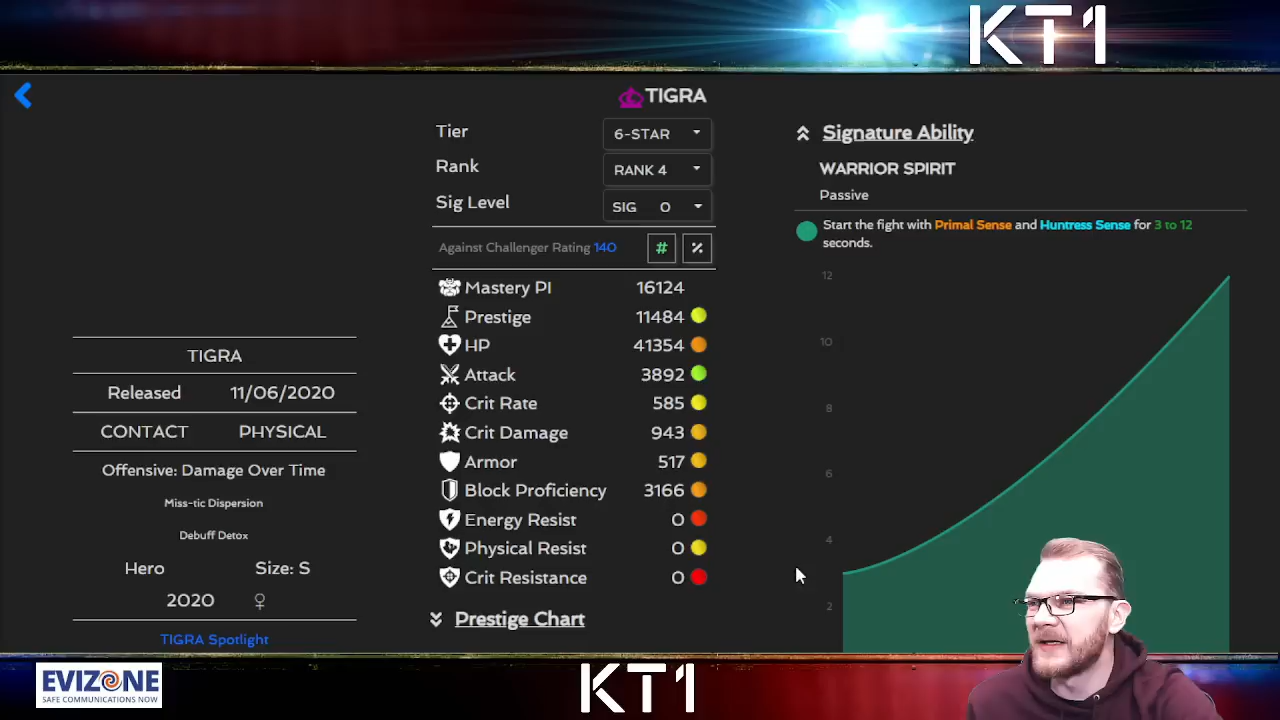 KT1
TIGRA
Tier 6-STAR
Rank RANK 4
Sig Level SIG 0
Against Challenger Rating 140 # %
Mastery PI 16124
Prestige 11484
HP 41354
Attack 3892
Crit Rate 585
Crit Damage 943
Armor 517
Block Proficiency 3166
Energy Resist 0
Physical Resist 0
Crit Resistance 0
Prestige Chart
TIGRA
Released 11/06/2020
CONTACT PHYSICAL
Offensive: Damage Over Time
Miss-tic Dispersion
Debuff Detox
Hero Size: S
2020 ♀
TIGRA Spotlight
Signature Ability
WARRIOR SPIRIT
Passive
Start the fight with Primal Sense and Huntress Sense for 3 to 12
seconds.
12
10
8
6
4
2
EVIZONE
SAFE COMMUNICATIONS NOW
KT1